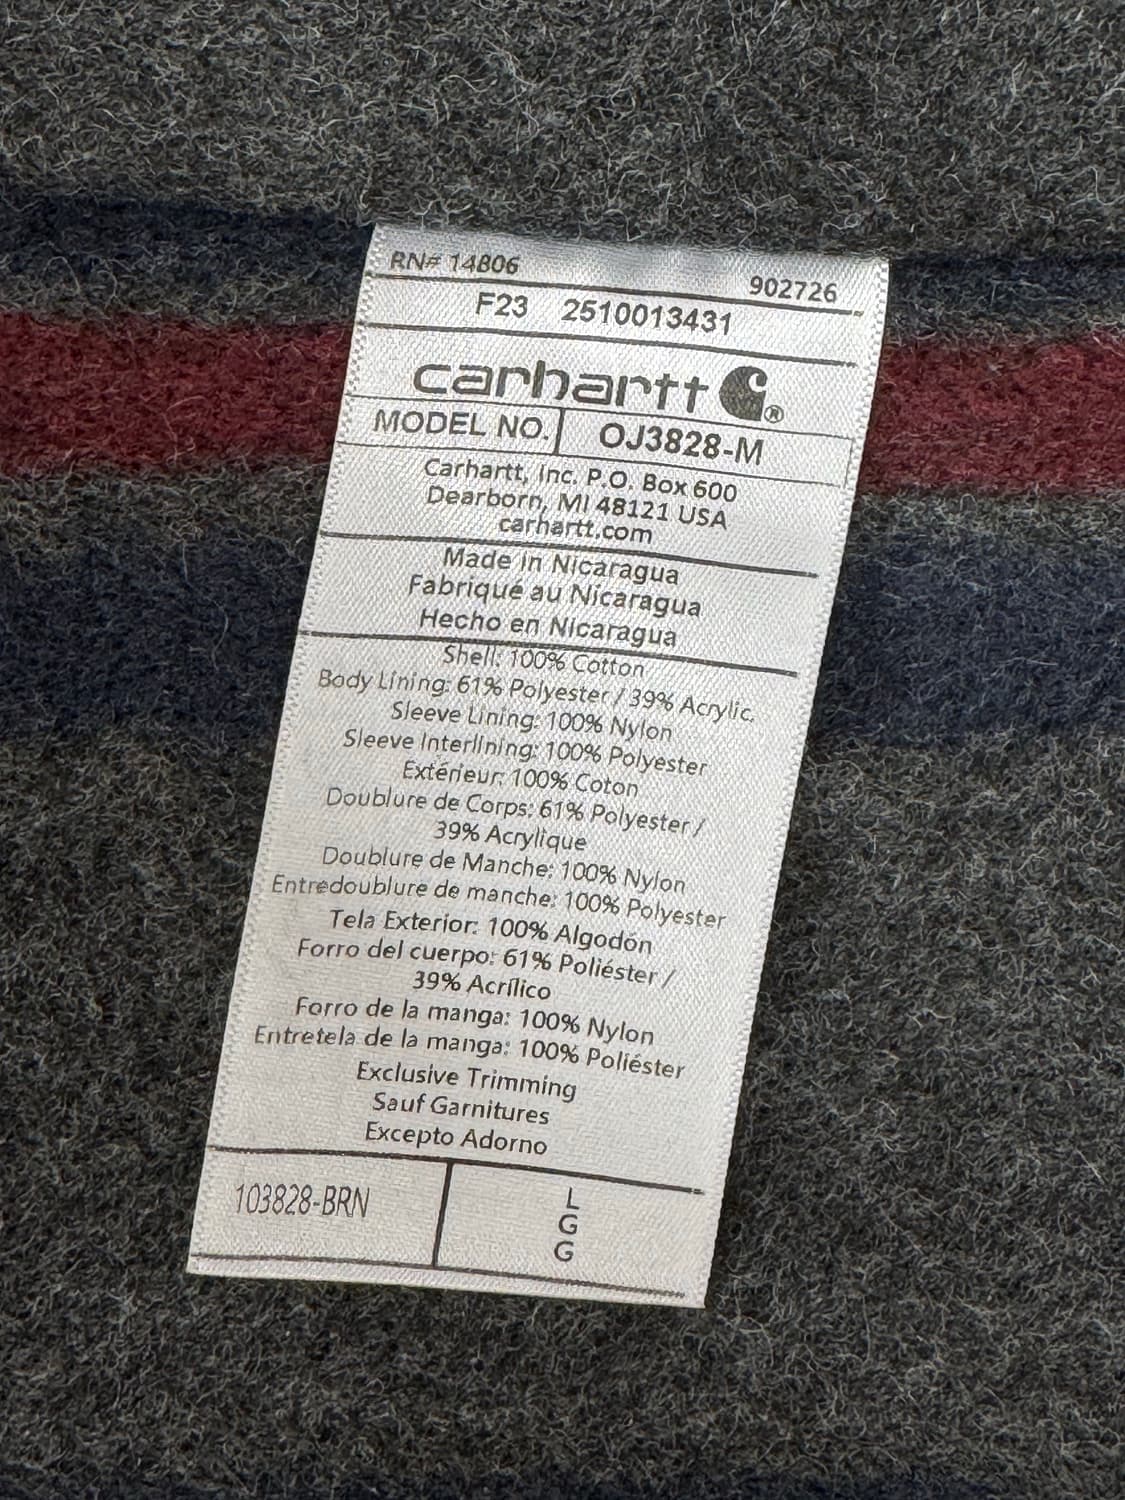 RN# 14806 902726
F23 2510013431
carhartt ®
MODEL NO. OJ3828-M
Carhartt, Inc. P.O. Box 600
Dearborn, MI 48121 USA
carhartt.com
Made in Nicaragua
Fabriqué au Nicaragua
Hecho en Nicaragua
Shell: 100% Cotton
Body Lining: 61% Polyester / 39% Acrylic.
Sleeve Lining: 100% Nylon
Sleeve Interlining: 100% Polyester
Extérieur: 100% Coton
Doublure de Corps: 61% Polyester /
39% Acrylique
Doublure de Manche: 100% Nylon
Entredoublure de manche: 100% Polyester
Tela Exterior: 100% Algodón
Forro del cuerpo: 61% Poliéster /
39% Acrílico
Forro de la manga: 100% Nylon
Entretela de la manga: 100% Poliéster
Exclusive Trimming
Sauf Garnitures
Excepto Adorno
103828-BRN
L
G
G